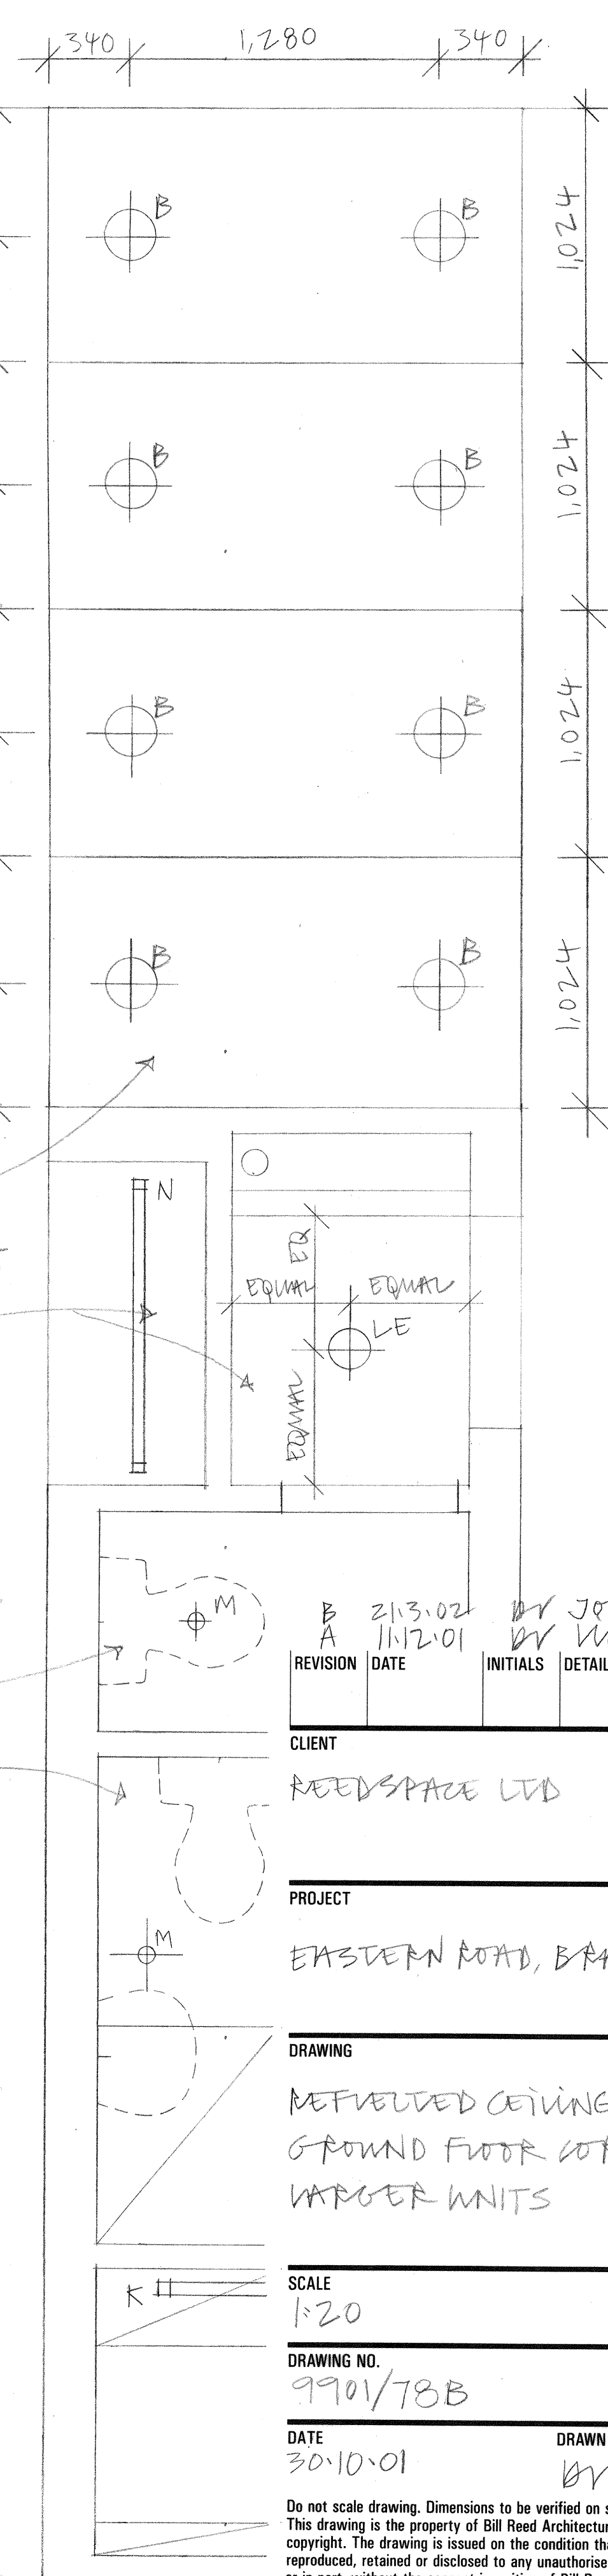 340 1,280 340
B B
1,024
B B
1,024
B B
1,024
B B
1,024
N
EQUAL EQUAL
LE
EQUAL
M
B 21·3·02
A 11·12·01
REVISION DATE INITIALS DETAIL
CLIENT
REEDSPACE LTD
PROJECT
EASTERN ROAD, BRA
M
DRAWING
REFLECTED CEILING
GROUND FLOOR COR
LARGER UNITS
SCALE
K
1:20
DRAWING NO.
9901/78B
DATE DRAWN
30·10·01
Do not scale drawing. Dimensions to be verified on s
This drawing is the property of Bill Reed Architectur
copyright. The drawing is issued on the condition tha
reproduced, retained or disclosed to any unauthorise